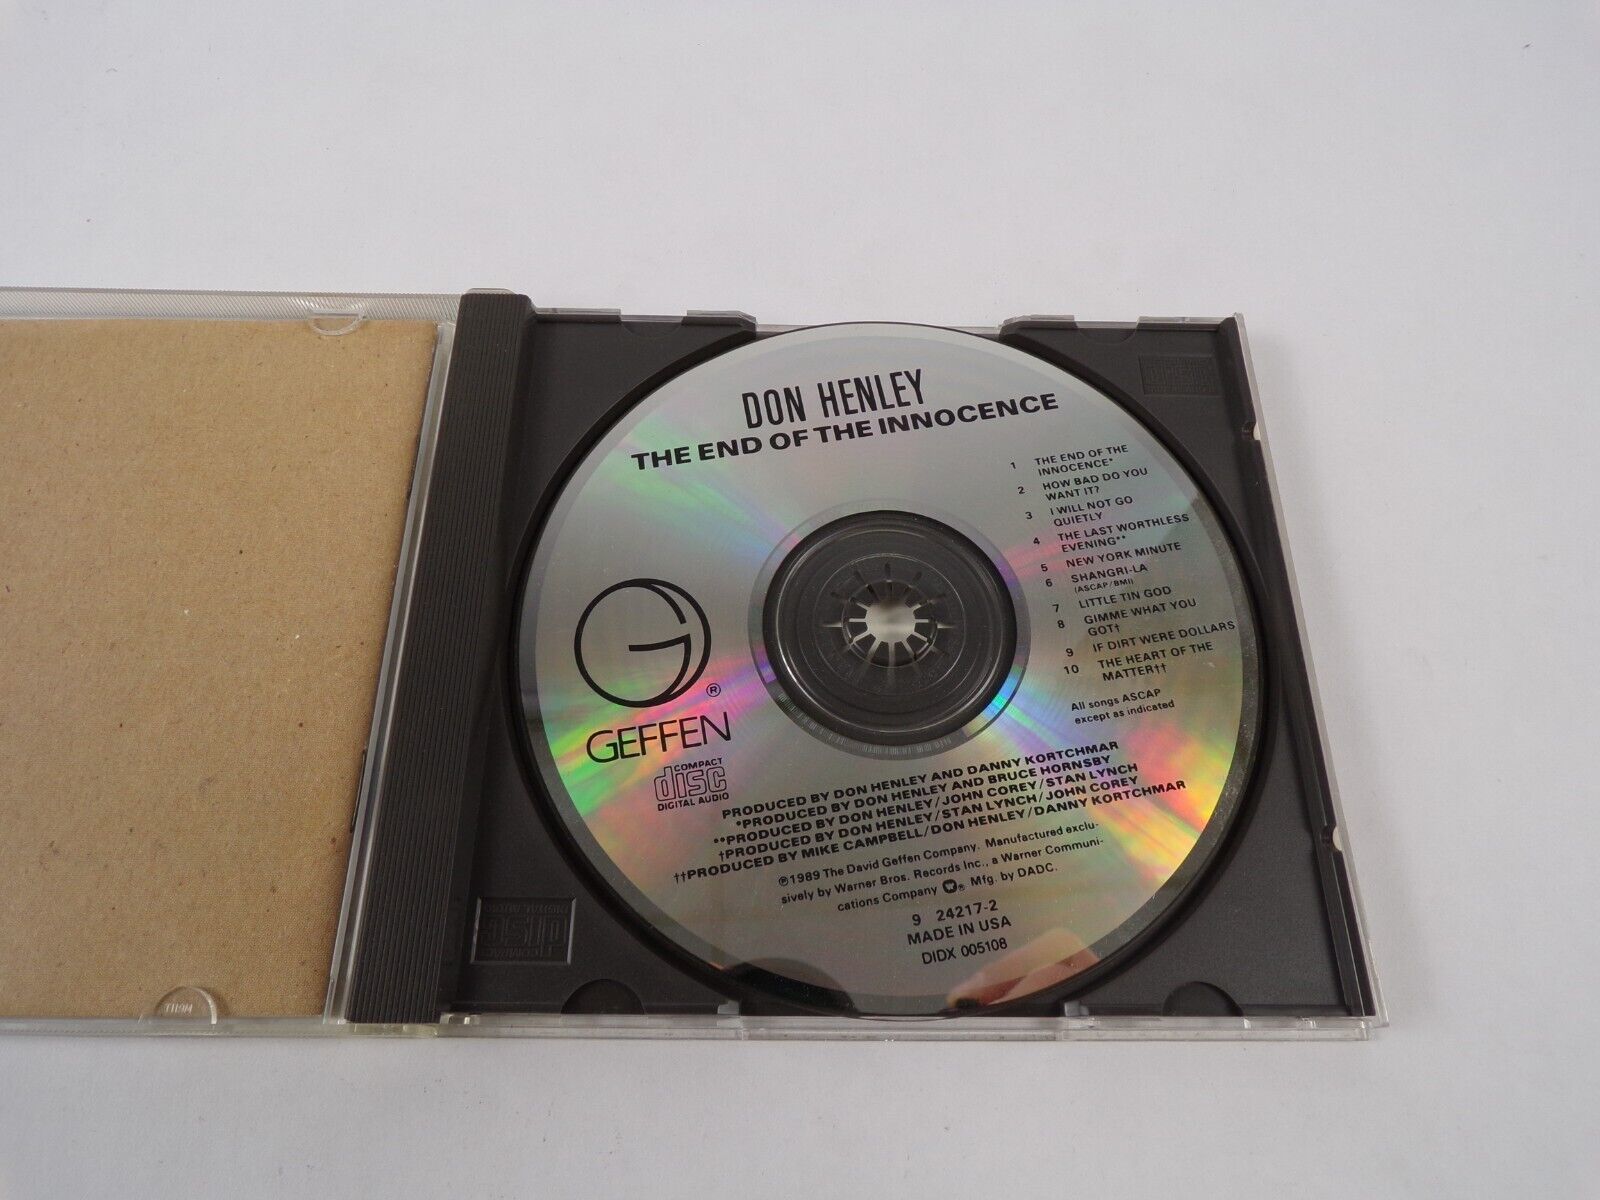 DON HENLEY
THE END OF THE INNOCENCE
1 THE END OF THE
INNOCENCE*
2 HOW BAD DO YOU
WANT IT?
3 I WILL NOT GO
QUIETLY
4 THE LAST WORTHLESS
EVENING**
5 NEW YORK MINUTE
6 SHANGRI-LA
(ASCAP/BMI)
7 LITTLE TIN GOD
8 GIMME WHAT YOU
GOT†
9 IF DIRT WERE DOLLARS
10 THE HEART OF THE
MATTER††
All songs ASCAP
except as indicated
G
®
GEFFEN
COMPACT
disc
DIGITAL AUDIO
PRODUCED BY DON HENLEY AND DANNY KORTCHMAR
*PRODUCED BY DON HENLEY AND BRUCE HORNSBY
**PRODUCED BY DON HENLEY/JOHN COREY/STAN LYNCH
†PRODUCED BY DON HENLEY/STAN LYNCH/JOHN COREY
††PRODUCED BY MIKE CAMPBELL/DON HENLEY/DANNY KORTCHMAR
℗1989 The David Geffen Company. Manufactured exclu-
sively by Warner Bros. Records Inc., a Warner Communi-
cations Company ®. Mfg. by DADC.
9 24217-2
MADE IN USA
DIDX 005108
COMPACT
disc
DIGITAL AUDIO